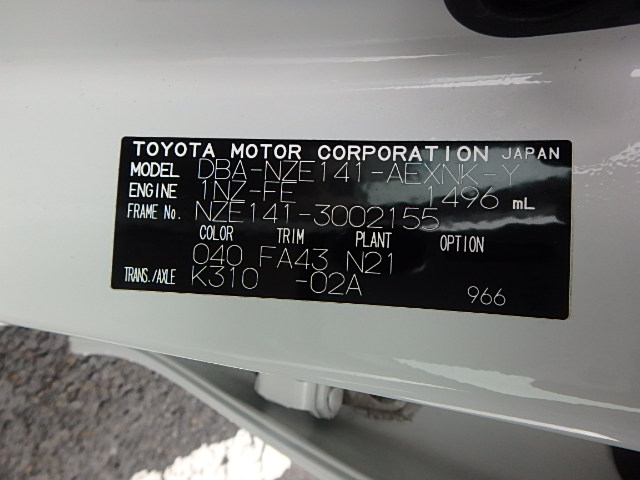 TOYOTA MOTOR CORPORATION JAPAN
MODEL DBA-NZE141-AEXNK-Y
ENGINE 1NZ-FE 1496 mL
FRAME No. NZE141-3002155
COLOR TRIM PLANT OPTION
040 FA43 N21
TRANS./AXLE K310 -02A
966